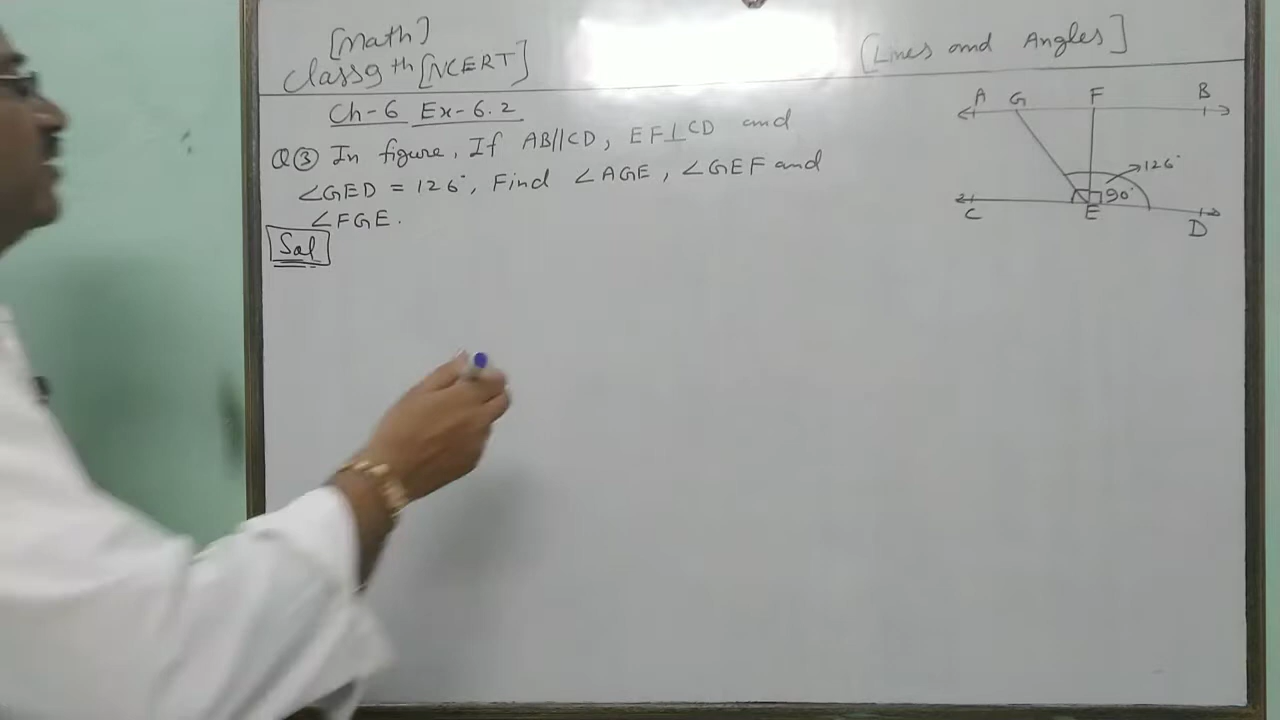 [Math]
Class 9th [NCERT]
[Lines and Angles]
Ch-6 Ex-6.2
Q③ In figure, If AB||CD, EF⊥CD and
∠GED = 126°, Find ∠AGE, ∠GEF and
∠FGE.
Sol
A G F B
126°
90°
C E D